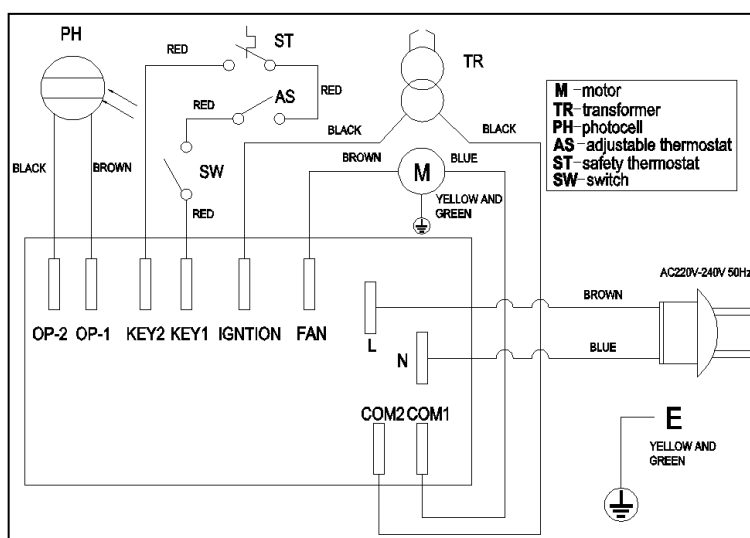 PH
RED
ST
TR
M-motor
TR-transformer
PH-photocell
AS-adjustable thermostat
ST-safety thermostat
SW-switch
RED
AS
RED
BLACK
BLACK
BLACK
BROWN
SW
BROWN
M
BLUE
RED
YELLOW AND
GREEN
AC220V-240V 50Hz
OP-2
OP-1
KEY2
KEY1
IGNTION
FAN
L
BROWN
N
BLUE
COM2
COM1
E
YELLOW AND
GREEN